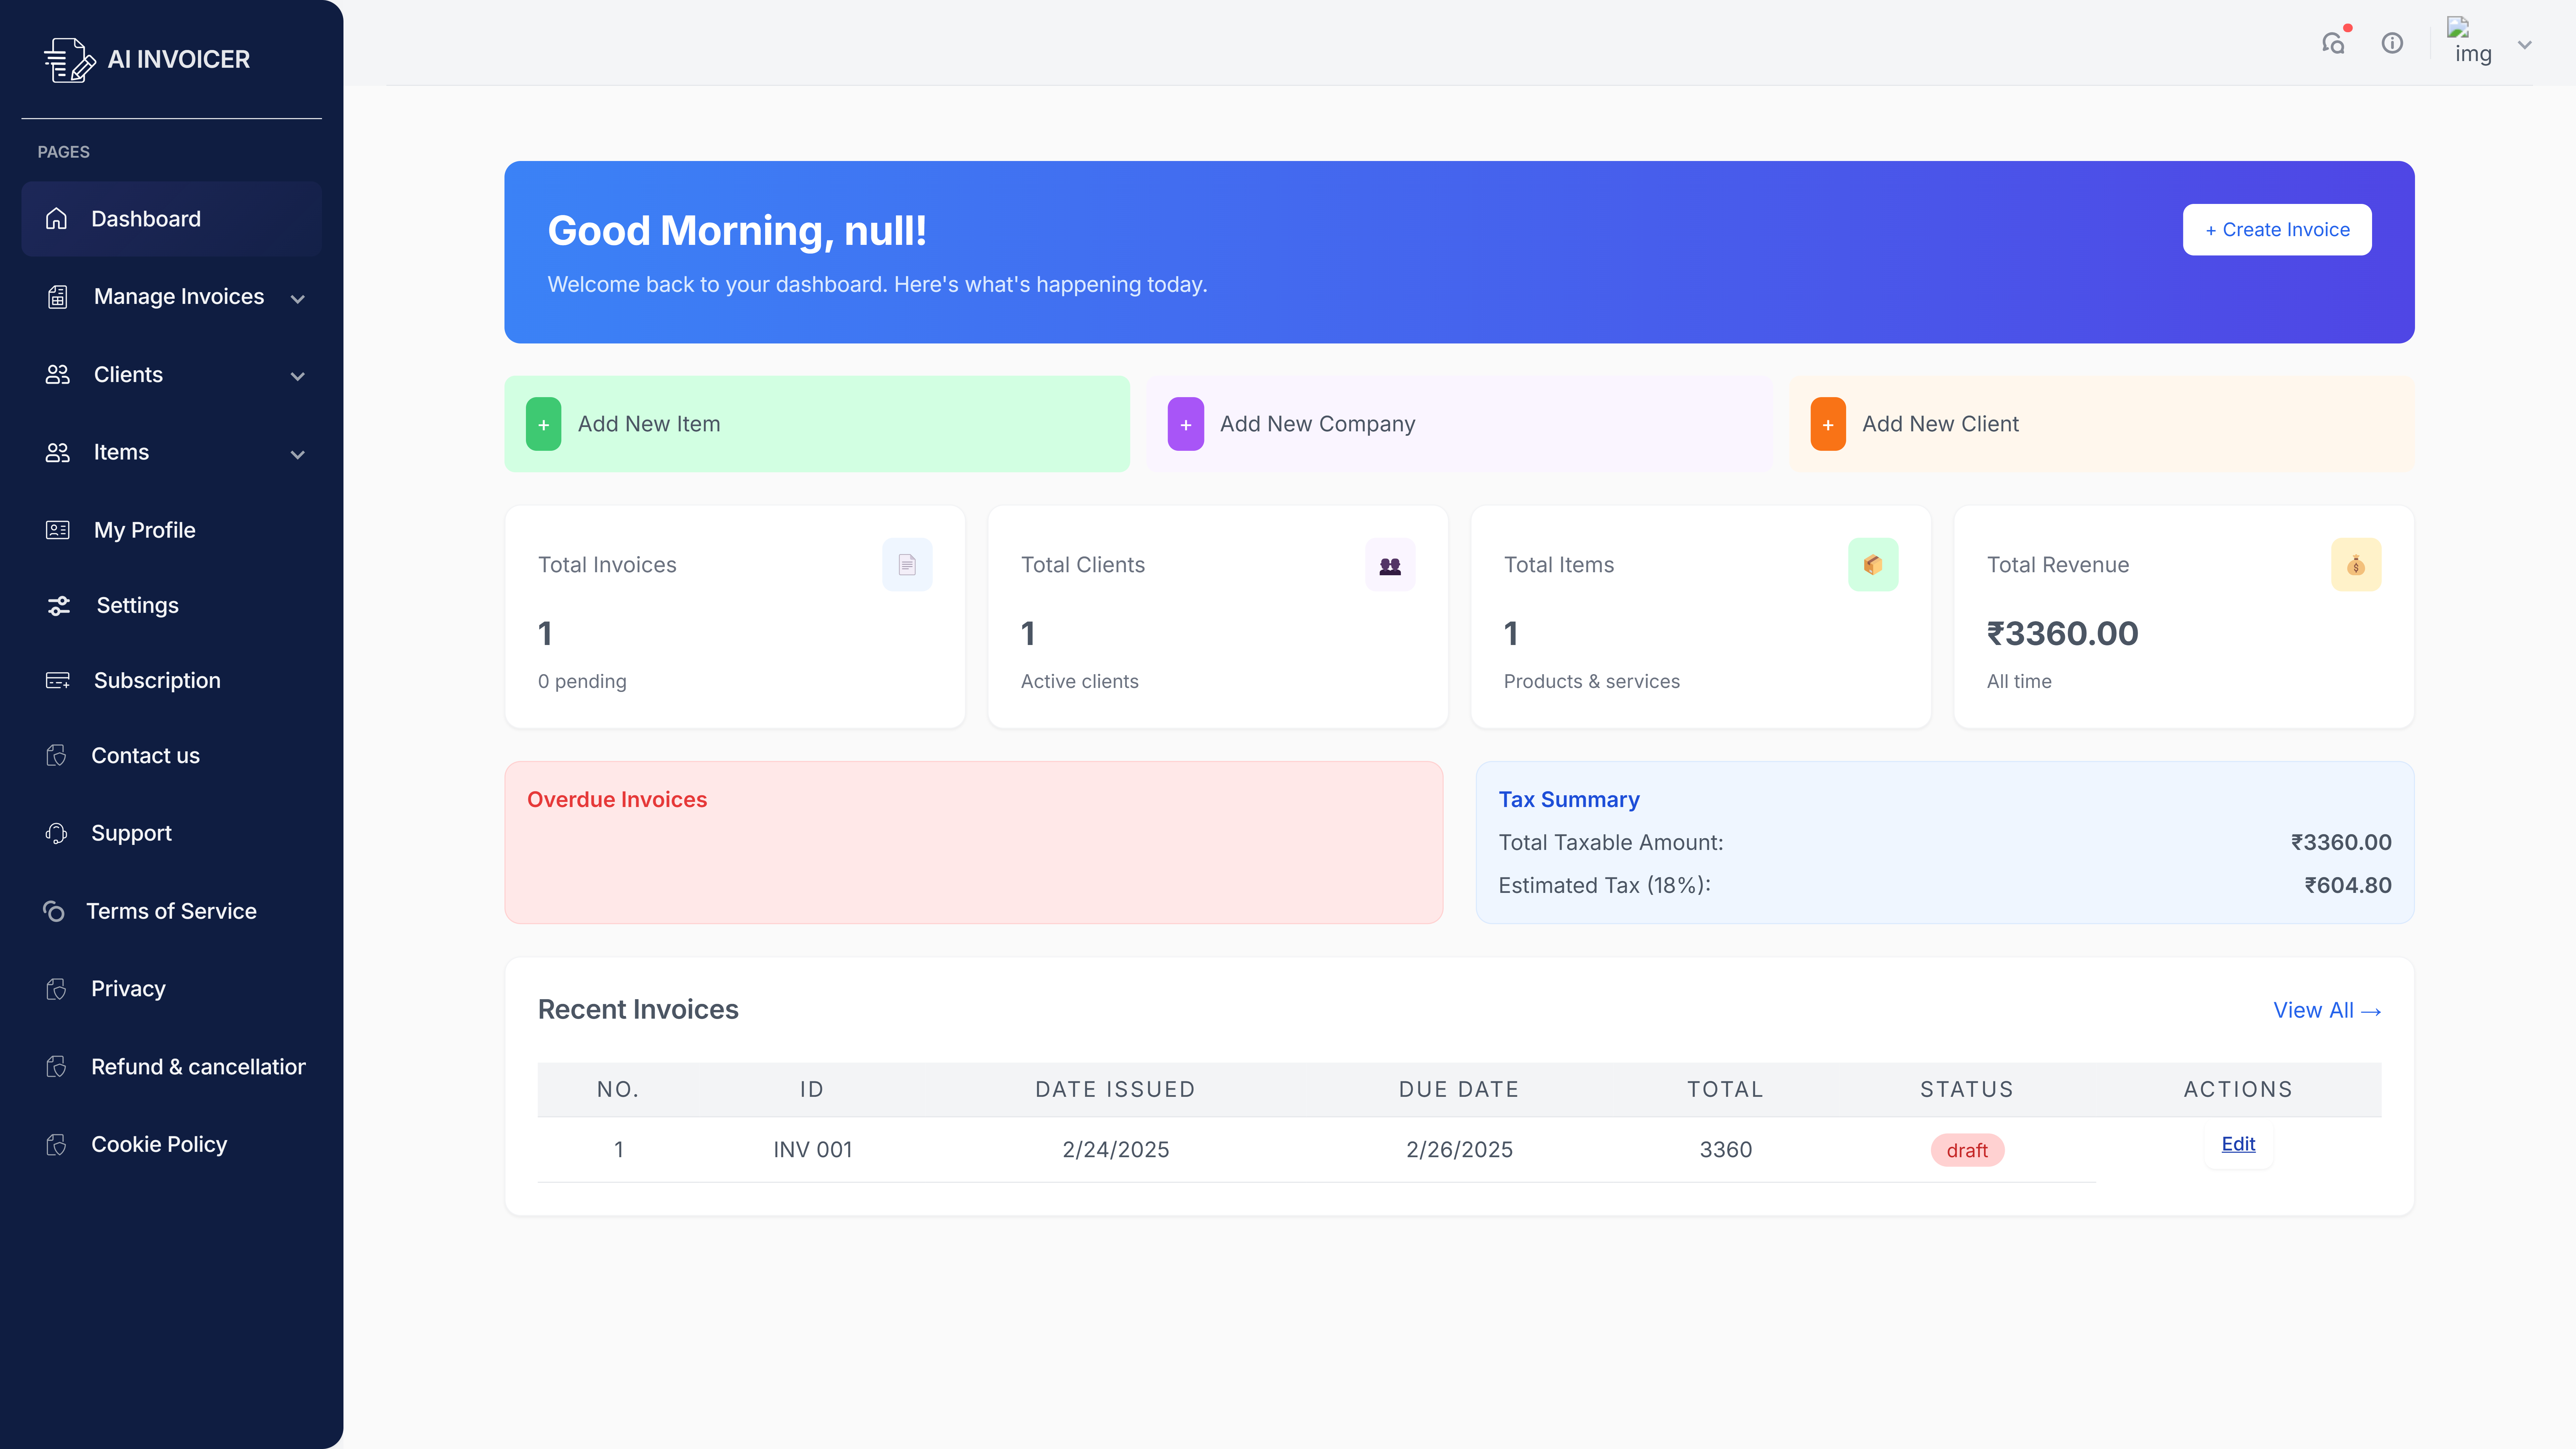 AI INVOICER
PAGES
Dashboard
Manage Invoices
Clients
Items
My Profile
Settings
Subscription
Contact us
Support
Terms of Service
Privacy
Refund & cancellation
Cookie Policy
img
Good Morning, null!
Welcome back to your dashboard. Here's what's happening today.
+ Create Invoice
+ Add New Item
+ Add New Company
+ Add New Client
Total Invoices
1
0 pending
Total Clients
1
Active clients
Total Items
1
Products & services
Total Revenue
₹3360.00
All time
Overdue Invoices
Tax Summary
Total Taxable Amount: ₹3360.00
Estimated Tax (18%): ₹604.80
Recent Invoices
View All →
NO. ID DATE ISSUED DUE DATE TOTAL STATUS ACTIONS
1 INV 001 2/24/2025 2/26/2025 3360 draft Edit